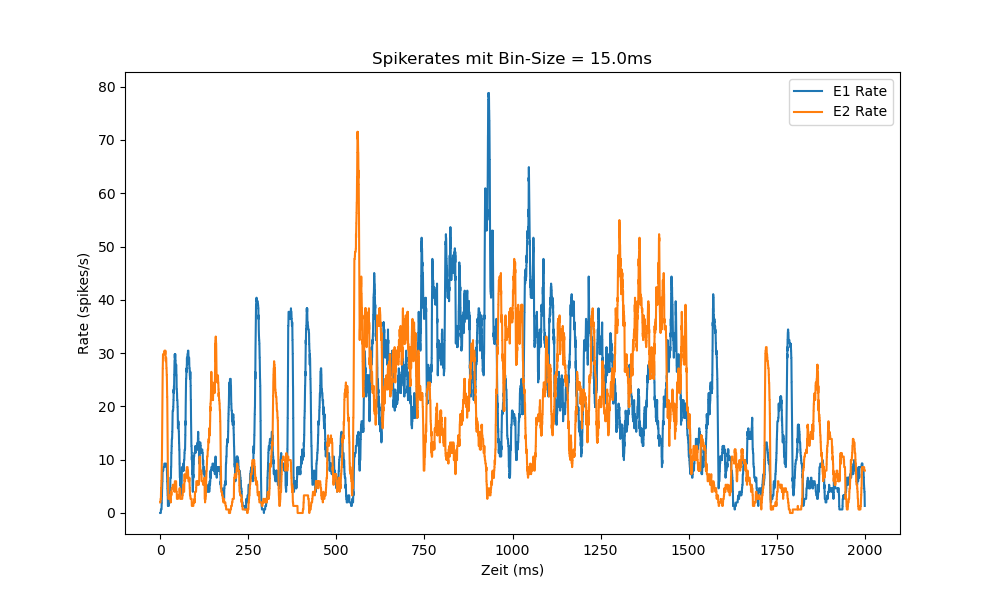 Spikerates mit Bin-Size = 15.0ms
E1 Rate
E2 Rate
80
70
60
50
40
30
20
10
0
Rate (spikes/s)
0 250 500 750 1000 1250 1500 1750 2000
Zeit (ms)